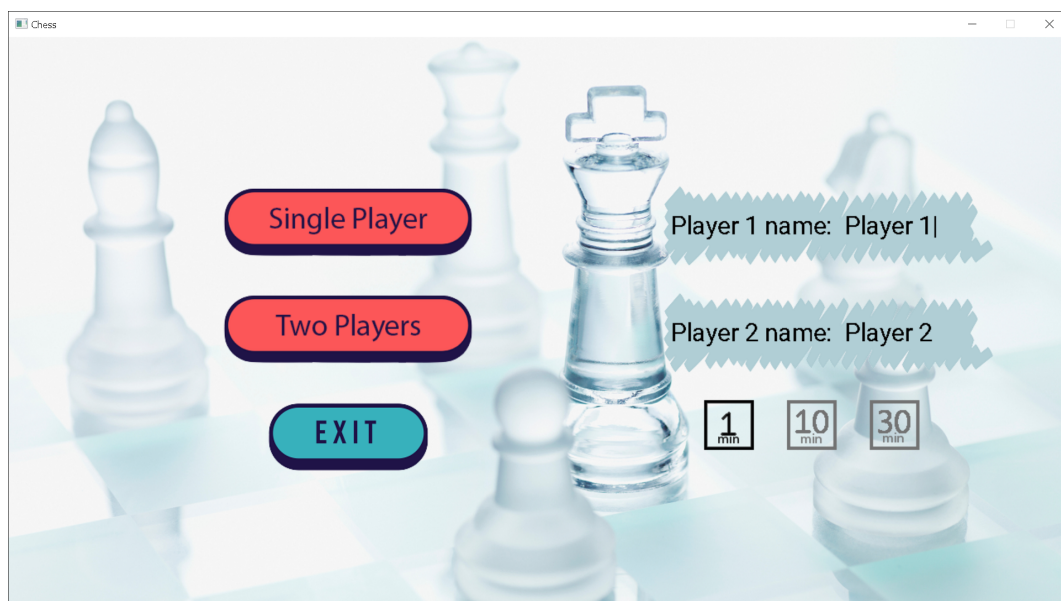 Chess
Single Player
Player 1 name: Player 1
Two Players
Player 2 name: Player 2
EXIT
1 min
10 min
30 min